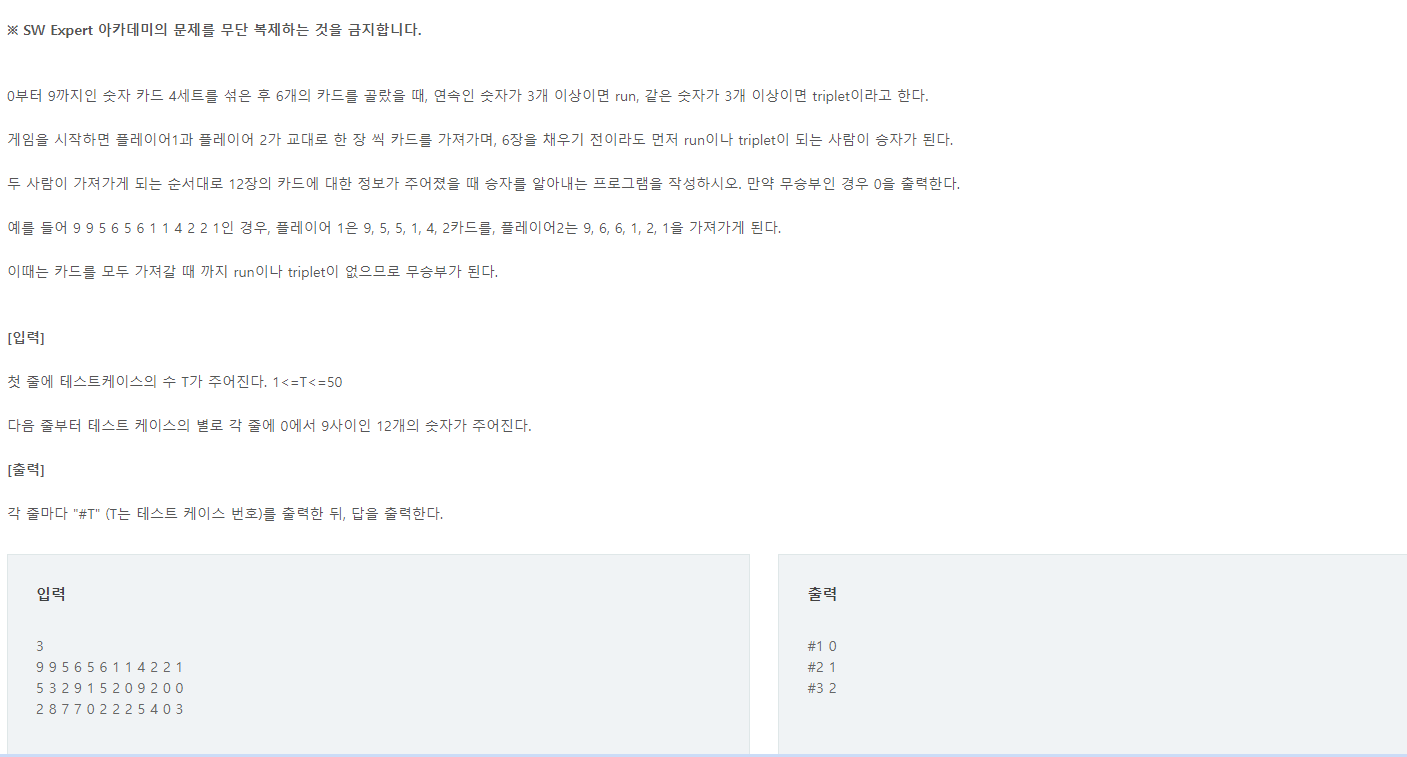 ※ SW Expert 아카데미의 문제를 무단 복제하는 것을 금지합니다.
0부터 9까지인 숫자 카드 4세트를 섞은 후 6개의 카드를 골랐을 때, 연속인 숫자가 3개 이상이면 run, 같은 숫자가 3개 이상이면 triplet이라고 한다.
게임을 시작하면 플레이어1과 플레이어 2가 교대로 한 장 씩 카드를 가져가며, 6장을 채우기 전이라도 먼저 run이나 triplet이 되는 사람이 승자가 된다.
두 사람이 가져가게 되는 순서대로 12장의 카드에 대한 정보가 주어졌을 때 승자를 알아내는 프로그램을 작성하시오. 만약 무승부인 경우 0을 출력한다.
예를 들어 9 9 5 6 5 6 1 1 4 2 2 1인 경우, 플레이어 1은 9, 5, 5, 1, 4, 2카드를, 플레이어2는 9, 6, 6, 1, 2, 1을 가져가게 된다.
이때는 카드를 모두 가져갈 때 까지 run이나 triplet이 없으므로 무승부가 된다.
[입력]
첫 줄에 테스트케이스의 수 T가 주어진다. 1<=T<=50
다음 줄부터 테스트 케이스의 별로 각 줄에 0에서 9사이인 12개의 숫자가 주어진다.
[출력]
각 줄마다 "#T" (T는 테스트 케이스 번호)를 출력한 뒤, 답을 출력한다.
입력
3
9 9 5 6 5 6 1 1 4 2 2 1
5 3 2 9 1 5 2 0 9 2 0 0
2 8 7 7 0 2 2 2 5 4 0 3
출력
#1 0
#2 1
#3 2